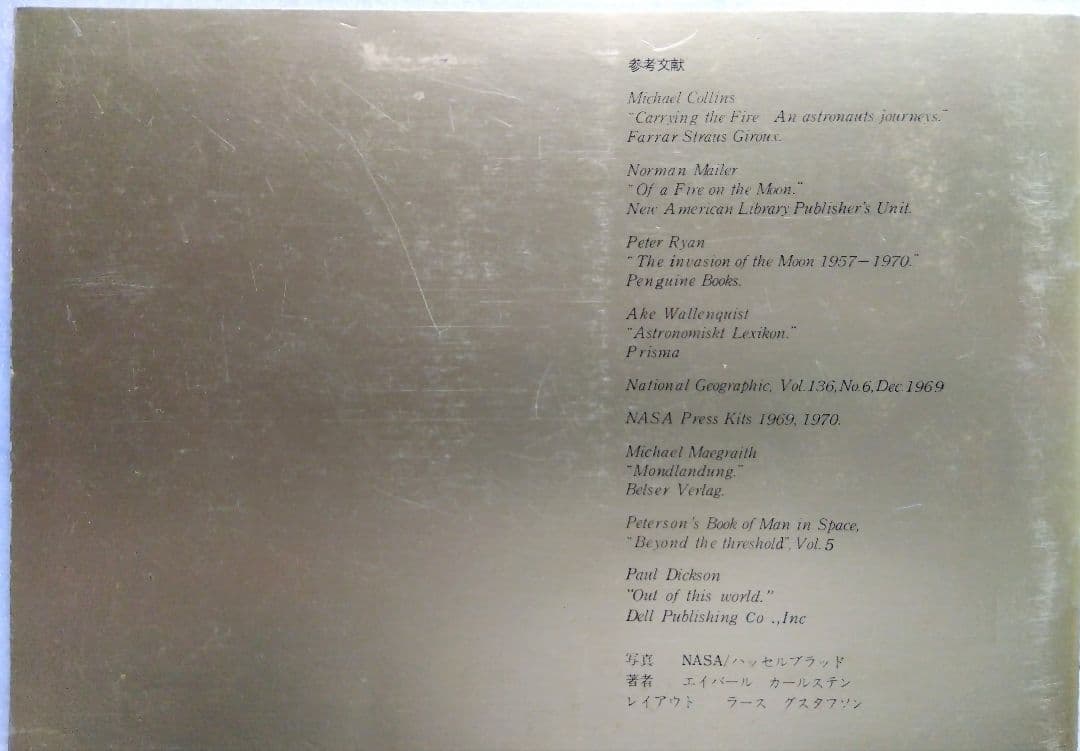 参考文献
Michael Collins
"Carrying the Fire An astronauts journeys."
Farrar Straus Giroux.
Norman Mailer
"Of a Fire on the Moon."
New American Library Publisher's Unit.
Peter Ryan
"The invasion of the Moon 1957-1970."
Penguine Books.
Ake Wallenquist
"Astronomiskt Lexikon."
Prisma
National Geographic, Vol.136, No.6, Dec.1969
NASA Press Kits 1969, 1970.
Michael Maegraith
"Mondlandung."
Belser Verlag.
Peterson's Book of Man in Space,
"Beyond the threshold", Vol.5
Paul Dickson
"Out of this world."
Dell Publishing Co .,Inc
写真 NASA/ハッセルブラッド
著者 エイバール カールステン
レイアウト ラース グスタフソン